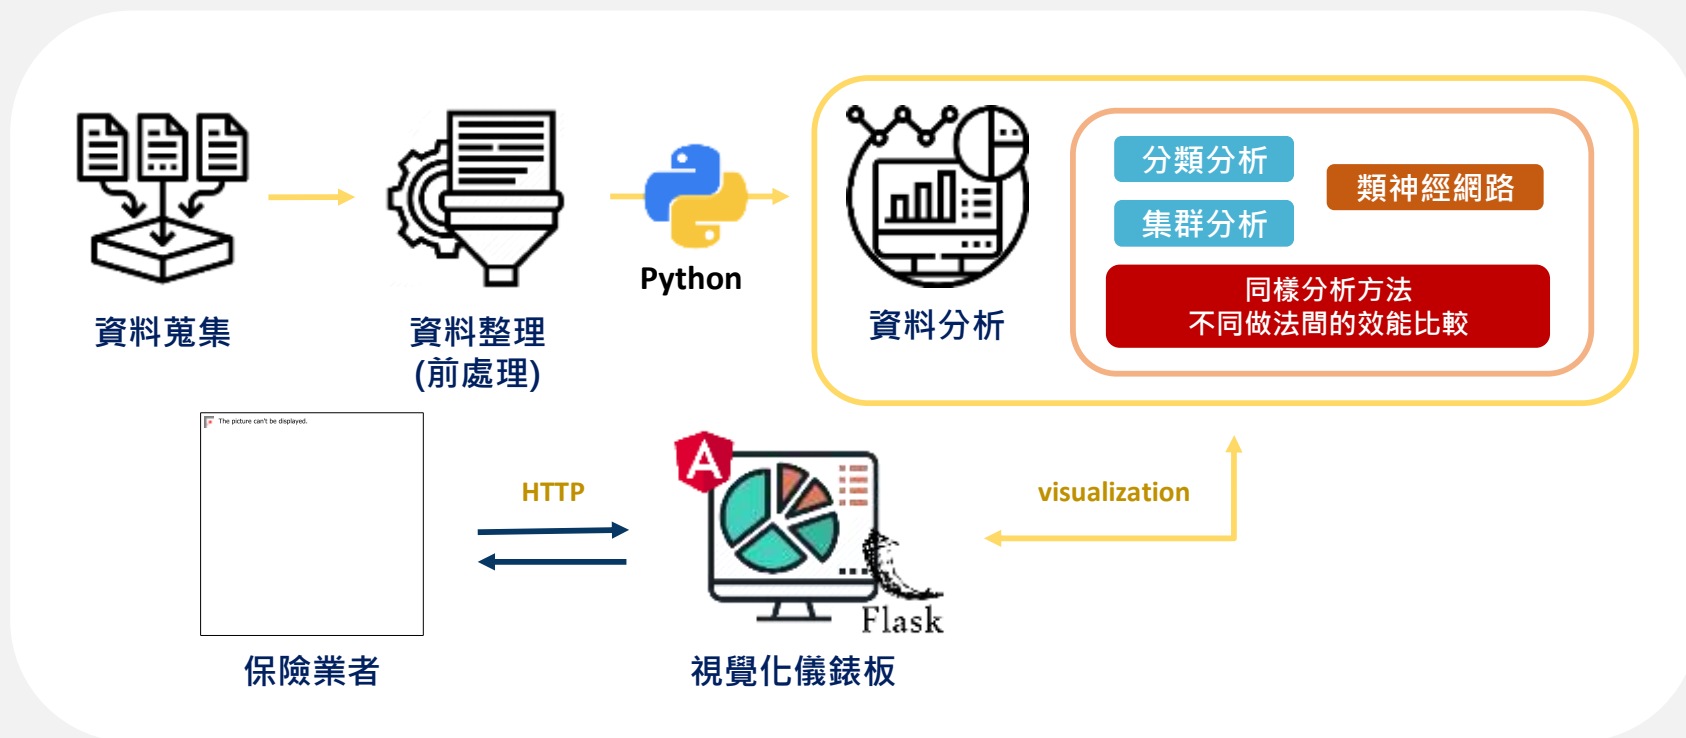 分類分析
類神經網路
集群分析
同樣分析方法
不同做法間的效能比較
Python
資料蒐集
資料整理
(前處理)
資料分析
The picture can't be displayed.
A
HTTP
visualization
Flask
保險業者
視覺化儀錶板